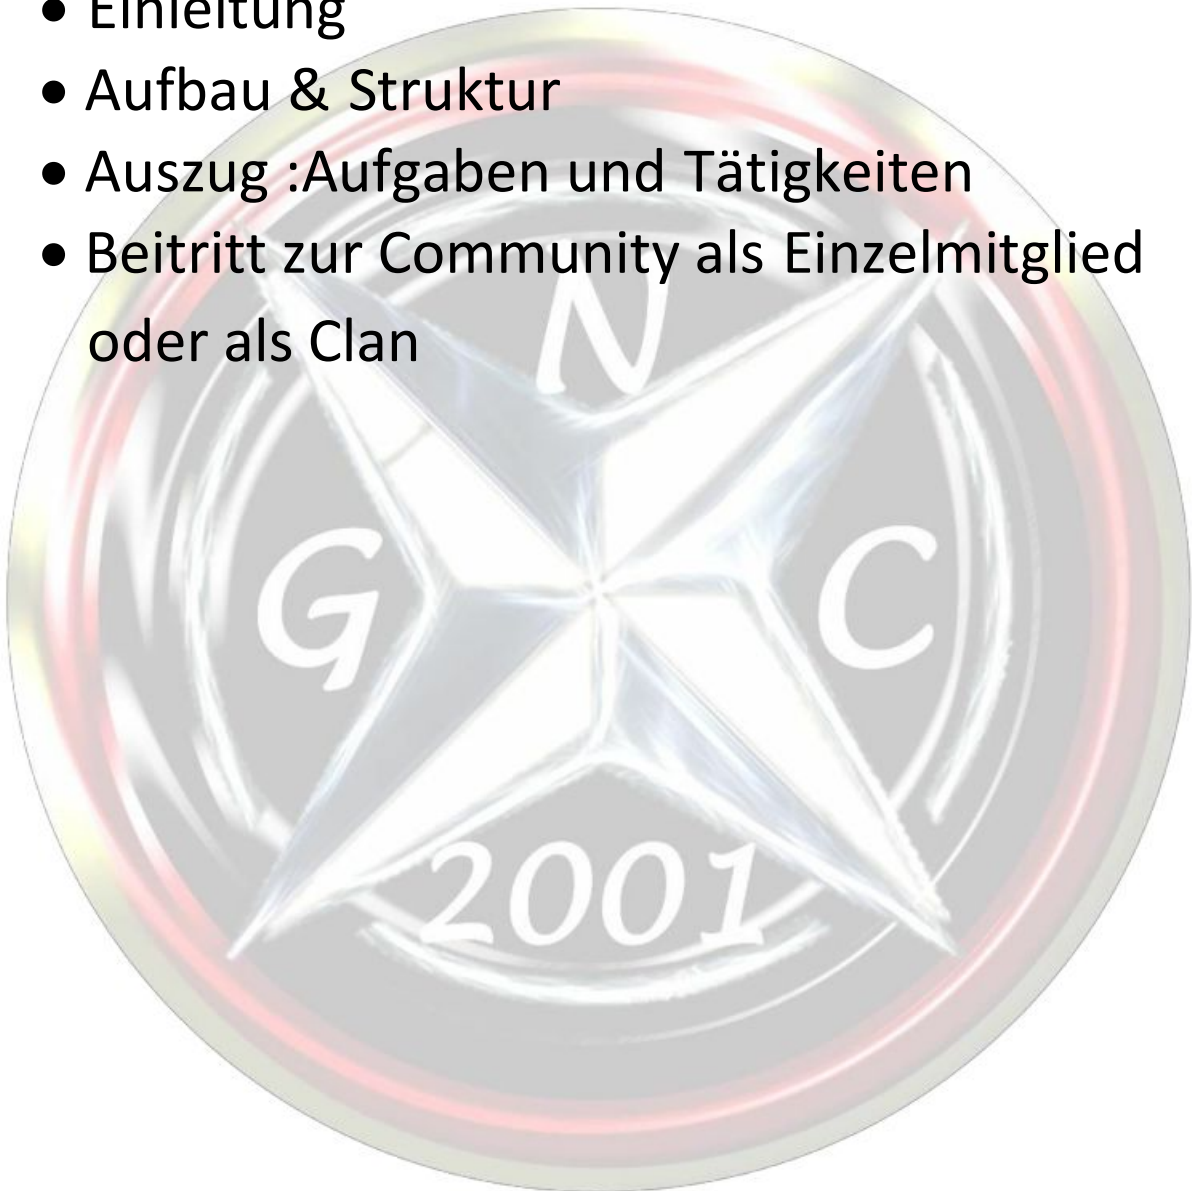 • Einleitung
• Aufbau & Struktur
• Auszug :Aufgaben und Tätigkeiten
• Beitritt zur Community als Einzelmitglied
oder als Clan
N
G C
2001